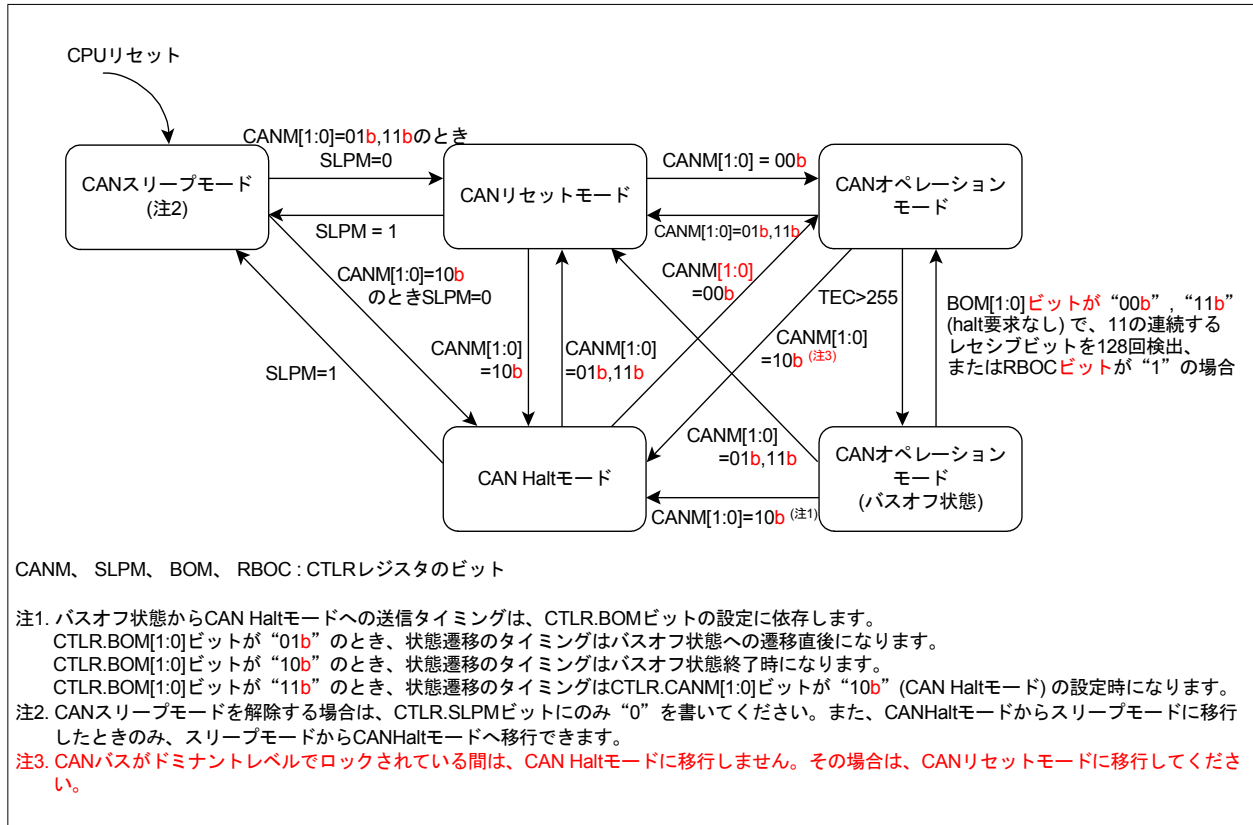 CPUリセット
CANM[1:0]=01b,11bのとき
SLPM=0
CANスリープモード
(注2)
CANリセットモード
CANM[1:0] = 00b
CANオペレーション
モード
SLPM = 1
CANM[1:0]=01b,11b
CANM[1:0]=10b
のときSLPM=0
CANM[1:0]
=00b
TEC>255
BOM[1:0]ビットが“00b”, “11b”
(halt要求なし) で、11の連続する
レセシブビットを128回検出、
またはRBOCビットが“1”の場合
SLPM=1
CANM[1:0]
=10b
CANM[1:0]
=01b,11b
CANM[1:0]
=10b (注3)
CAN Haltモード
CANM[1:0]
=01b,11b
CANオペレーション
モード
(バスオフ状態)
CANM[1:0]=10b (注1)
CANM、 SLPM、 BOM、 RBOC : CTLRレジスタのビット
注1. バスオフ状態からCAN Haltモードへの送信タイミングは、CTLR.BOMビットの設定に依存します。
CTLR.BOM[1:0]ビットが“01b”のとき、状態遷移のタイミングはバスオフ状態への遷移直後になります。
CTLR.BOM[1:0]ビットが“10b”のとき、状態遷移のタイミングはバスオフ状態終了時になります。
CTLR.BOM[1:0]ビットが“11b”のとき、状態遷移のタイミングはCTLR.CANM[1:0]ビットが“10b”(CAN Haltモード) の設定時になります。
注2. CANスリープモードを解除する場合は、CTLR.SLPMビットにのみ“0”を書いてください。また、CANHaltモードからスリープモードに移行
したときのみ、スリープモードからCANHaltモードへ移行できます。
注3. CANバスがドミナントレベルでロックされている間は、CAN Haltモードに移行しません。その場合は、CANリセットモードに移行してくださ
い。